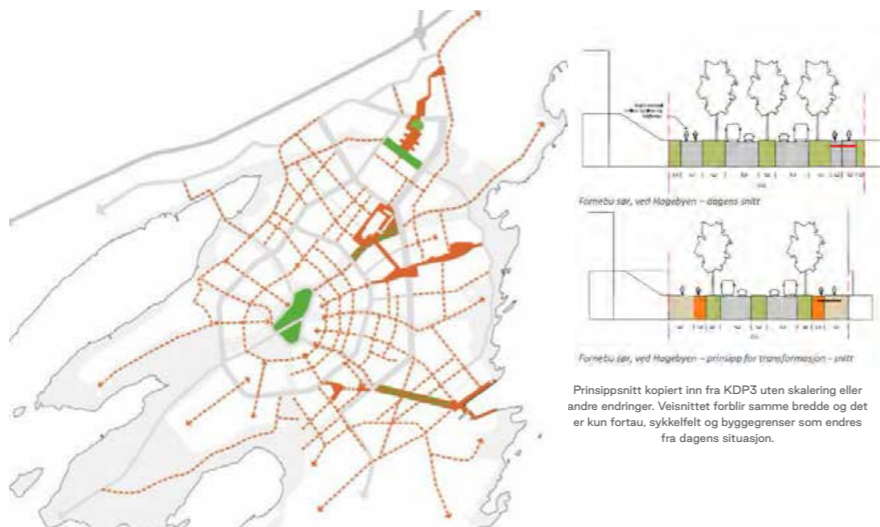 Fornebu sør, ved Hagebyen – dagens snitt
Fornebu sør, ved Hagebyen – prinsipp for transformasjon - snitt
Prinsippsnitt kopiert inn fra KDP3 uten skalering eller
andre endringer. Veisnittet forblir samme bredde og det
er kun fortau, sykkelfelt og byggegrenser som endres
fra dagens situasjon.